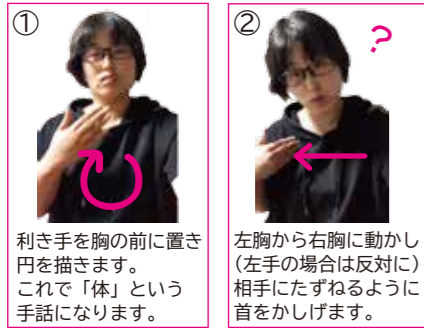 ①
利き手を胸の前に置き
円を描きます。
これで「体」という
手話になります。
②
?
左胸から右胸に動かし
(左手の場合は反対に)
相手にたずねるように
首をかしげます。